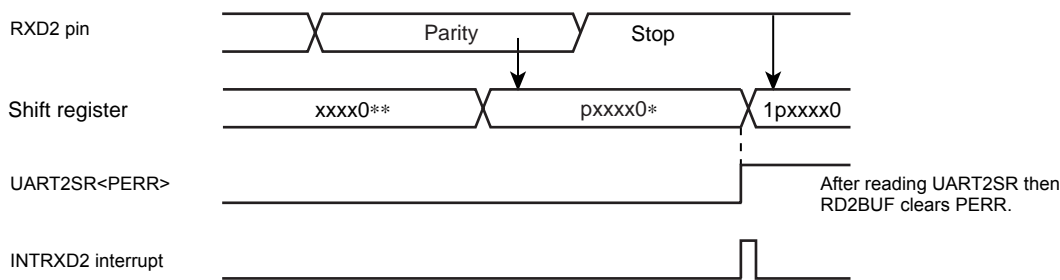 RXD2 pin
Parity
Stop
Shift register
xxxx0**
pxxxx0*
1pxxxx0
UART2SR<PERR>
After reading UART2SR then
RD2BUF clears PERR.
INTRXD2 interrupt